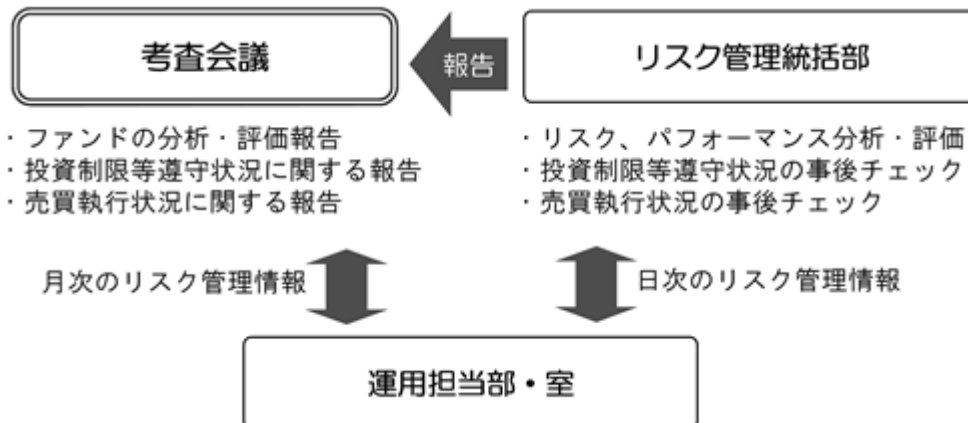 考査会議
報告
リスク管理統括部
・ファンドの分析・評価報告
・投資制限等遵守状況に関する報告
・売買執行状況に関する報告
・リスク、パフォーマンス分析・評価
・投資制限等遵守状況の事後チェック
・売買執行状況の事後チェック
月次のリスク管理情報
日次のリスク管理情報
運用担当部・室